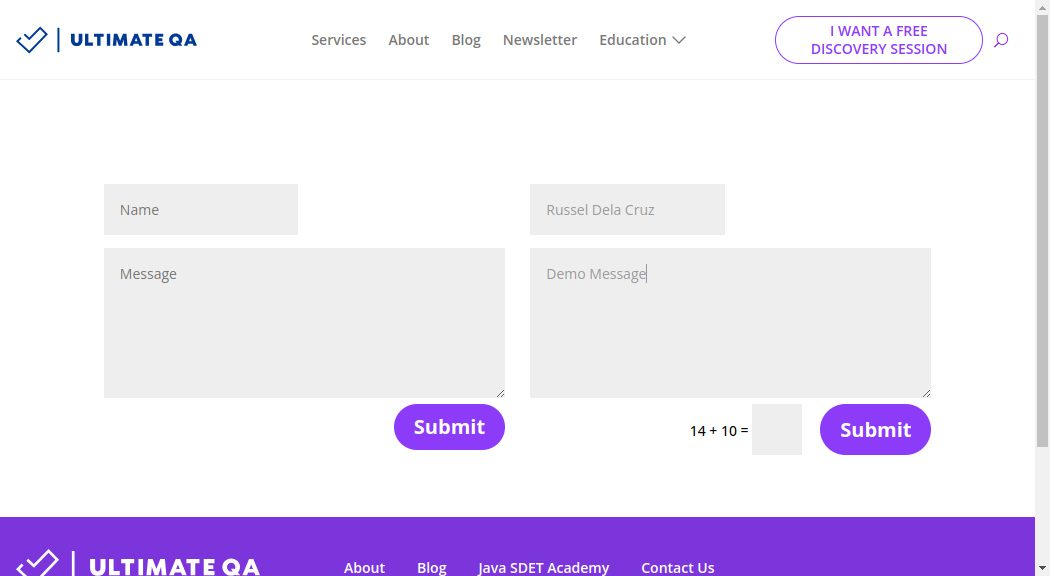 ULTIMATE QA
Services About Blog Newsletter Education
I WANT A FREE
DISCOVERY SESSION
Name
Russel Dela Cruz
Message
Demo Message
Submit
14 + 10 =
Submit
ULTIMATE QA
About Blog Java SDET Academy Contact Us